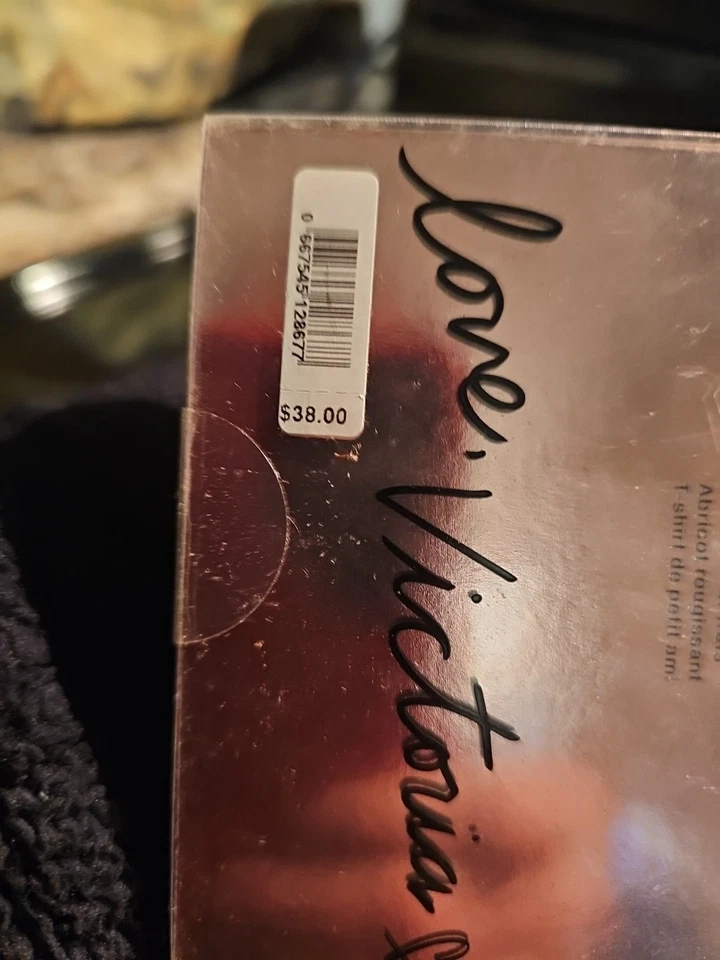 0 667545 128677
$38.00
love, Victoria
Abricot rougissant
T-shirt de petit ami